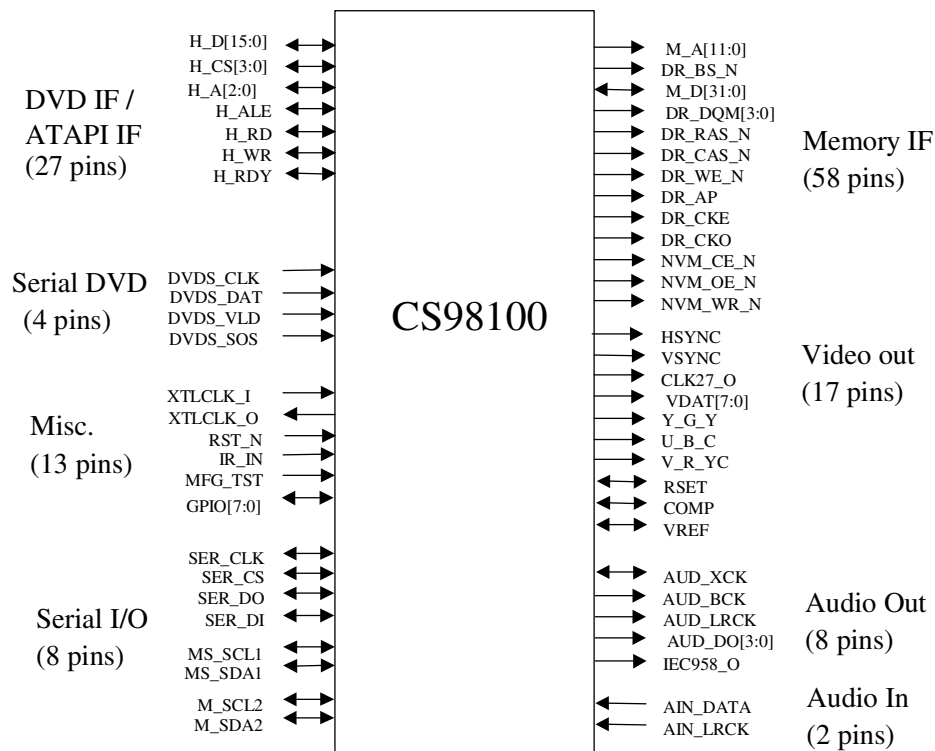 H_D[15:0]
H_CS[3:0]
H_A[2:0]
H_ALE
H_RD
H_WR
H_RDY
DVD IF /
ATAPI IF
(27 pins)
DVDS_CLK
DVDS_DAT
DVDS_VLD
DVDS_SOS
Serial DVD
(4 pins)
XTLCLK_I
XTLCLK_O
RST_N
IR_IN
MFG_TST
GPIO[7:0]
Misc.
(13 pins)
SER_CLK
SER_CS
SER_DO
SER_DI
MS_SCL1
MS_SDA1
M_SCL2
M_SDA2
Serial I/O
(8 pins)
CS98100
M_A[11:0]
DR_BS_N
M_D[31:0]
DR_DQM[3:0]
DR_RAS_N
DR_CAS_N
DR_WE_N
DR_AP
DR_CKE
DR_CKO
NVM_CE_N
NVM_OE_N
NVM_WR_N
Memory IF
(58 pins)
HSYNC
VSYNC
CLK27_O
VDAT[7:0]
Y_G_Y
U_B_C
V_R_YC
RSET
COMP
VREF
Video out
(17 pins)
AUD_XCK
AUD_BCK
AUD_LRCK
AUD_DO[3:0]
IEC958_O
Audio Out
(8 pins)
AIN_DATA
AIN_LRCK
Audio In
(2 pins)